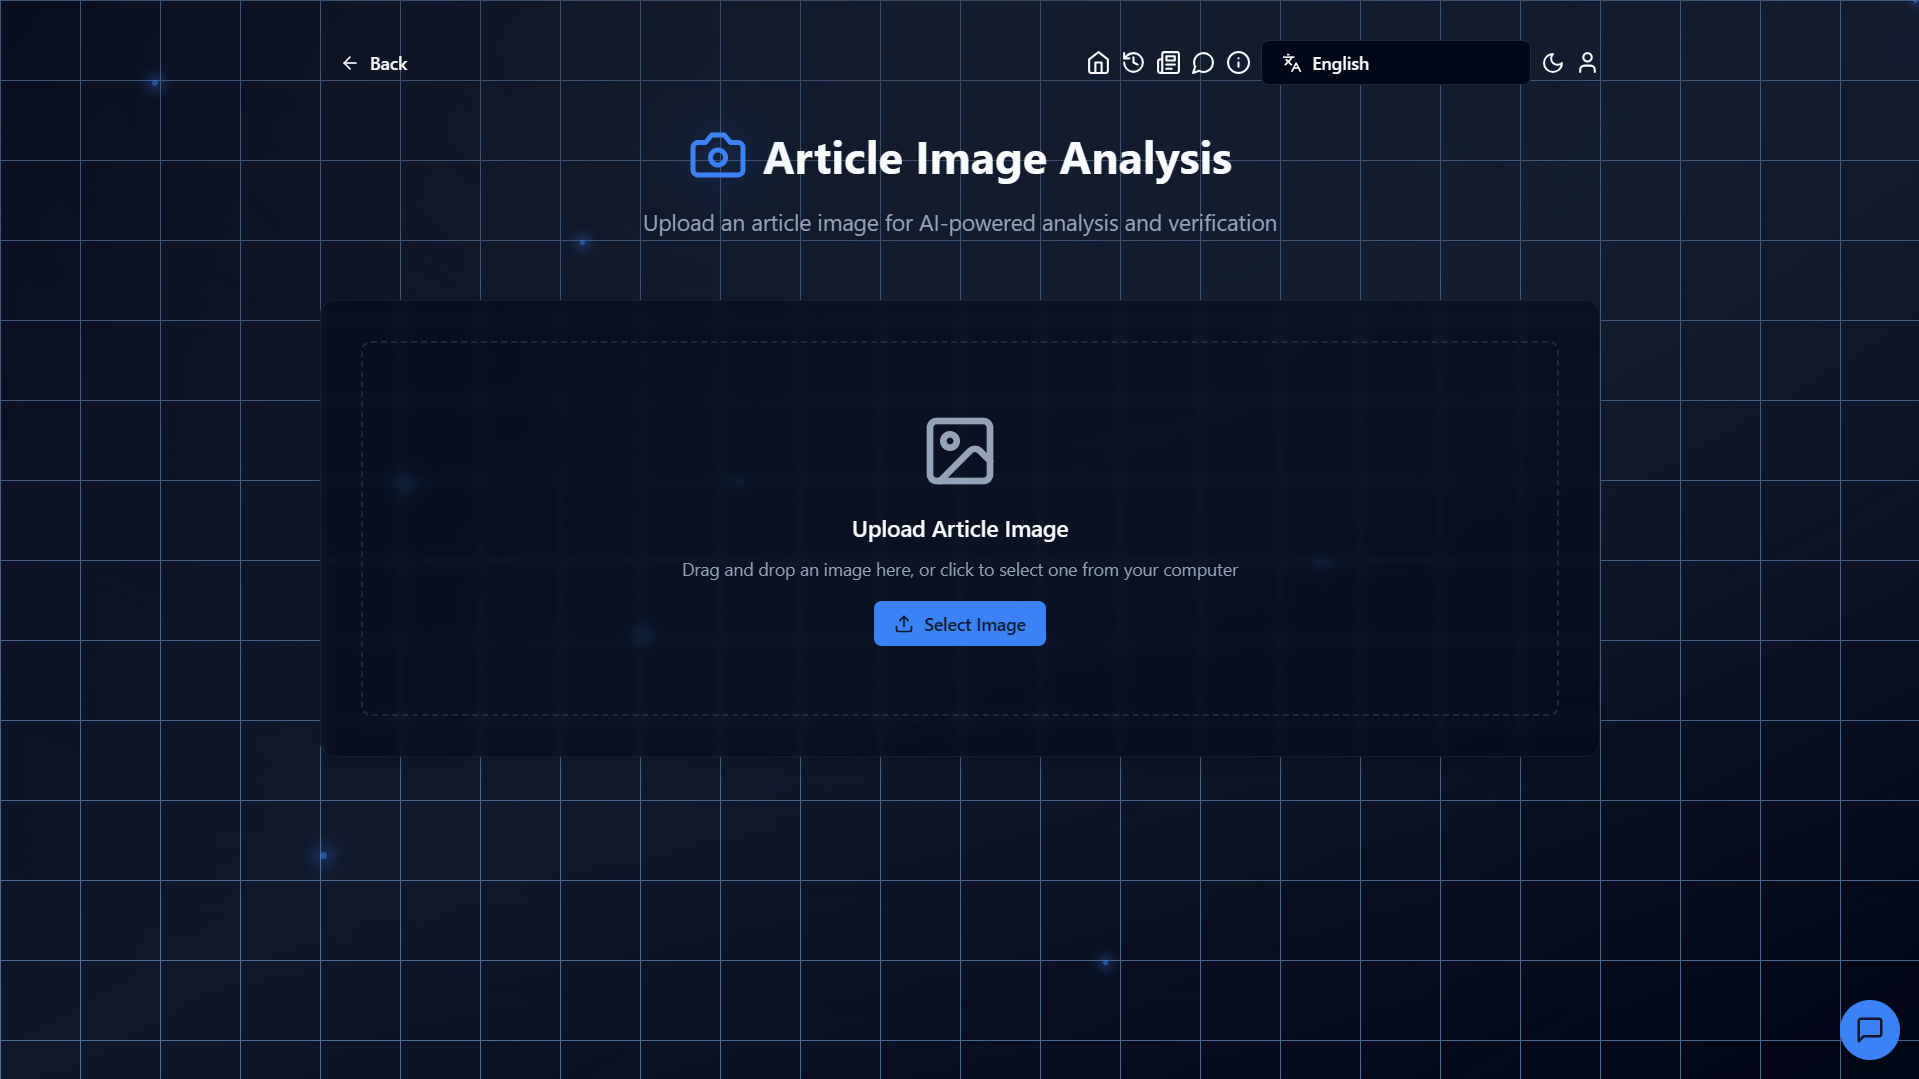 Back
English
Article Image Analysis
Upload an article image for AI-powered analysis and verification
Upload Article Image
Drag and drop an image here, or click to select one from your computer
Select Image